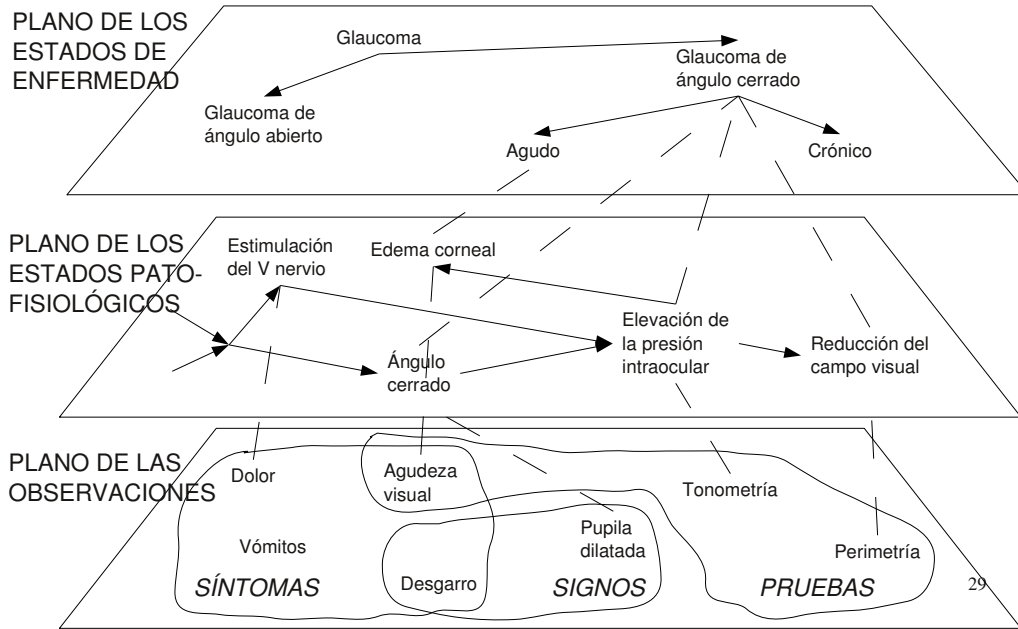 PLANO DE LOS
ESTADOS DE
ENFERMEDAD
Glaucoma
Glaucoma de
ángulo cerrado
Glaucoma de
ángulo abierto
Agudo
Crónico
PLANO DE LOS
ESTADOS PATO-
FISIOLÓGICOS
Estimulación
del V nervio
Edema corneal
Elevación de
la presión
intraocular
Reducción del
campo visual
Ángulo
cerrado
PLANO DE LAS
OBSERVACIONES
Dolor
Agudeza
visual
Tonometría
Pupila
dilatada
Vómitos
Perimetría
Desgarro
SÍNTOMAS
SIGNOS
PRUEBAS
29